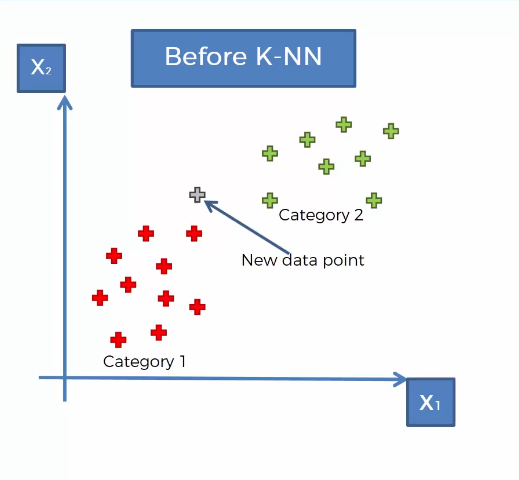 Before K-NN
X₂
Category 2
New data point
Category 1
X₁